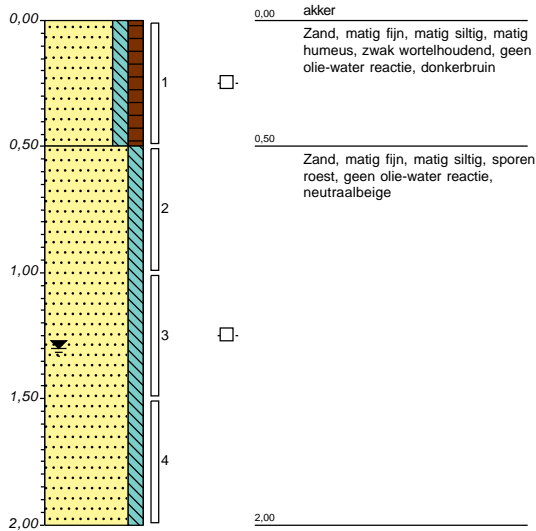 akker
0,00
0,00
Zand, matig fijn, matig siltig, matig
humeus, zwak wortelhoudend, geen
olie-water reactie, donkerbruin
1
0,50
0,50
Zand, matig fijn, matig siltig, sporen
roest, geen olie-water reactie,
neutraalbeige
2
1,00
3
1,50
4
2,00
2,00